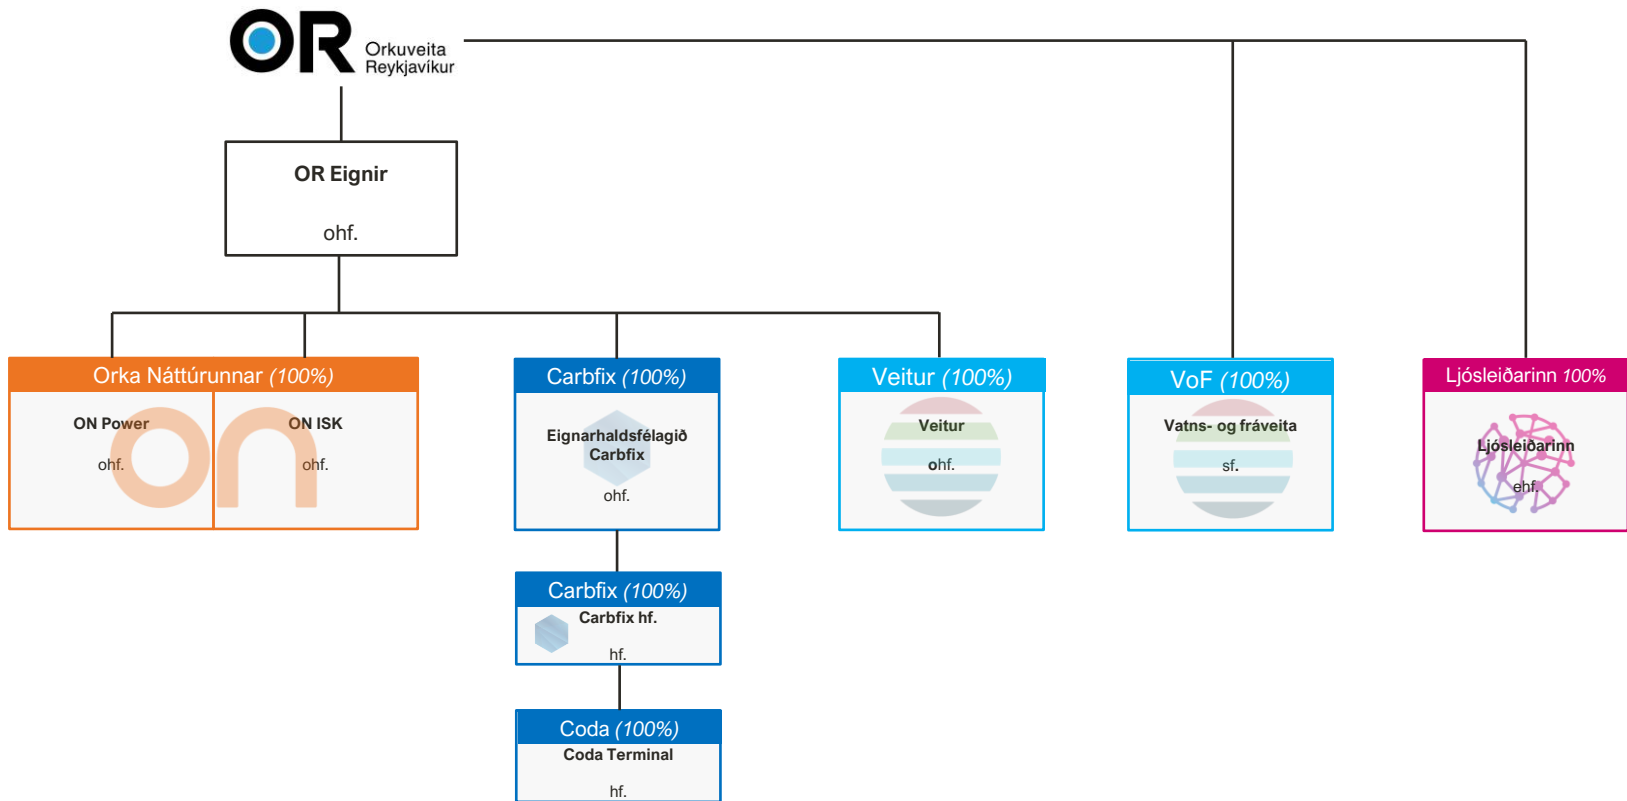 OR
Orkuveita
Reykjavíkur
OR Eignir
ohf.
Orka Náttúrunnar (100%)
ON Power
ohf.
ON ISK
ohf.
on
Carbfix (100%)
Eignarhaldsfélagið
Carbfix
ohf.
Carbfix (100%)
Carbfix hf.
hf.
Coda (100%)
Coda Terminal
hf.
Veitur (100%)
Veitur
ohf.
VoF (100%)
Vatns- og fráveita
sf.
Ljósleiðarinn 100%
Ljósleiðarinn
ehf.